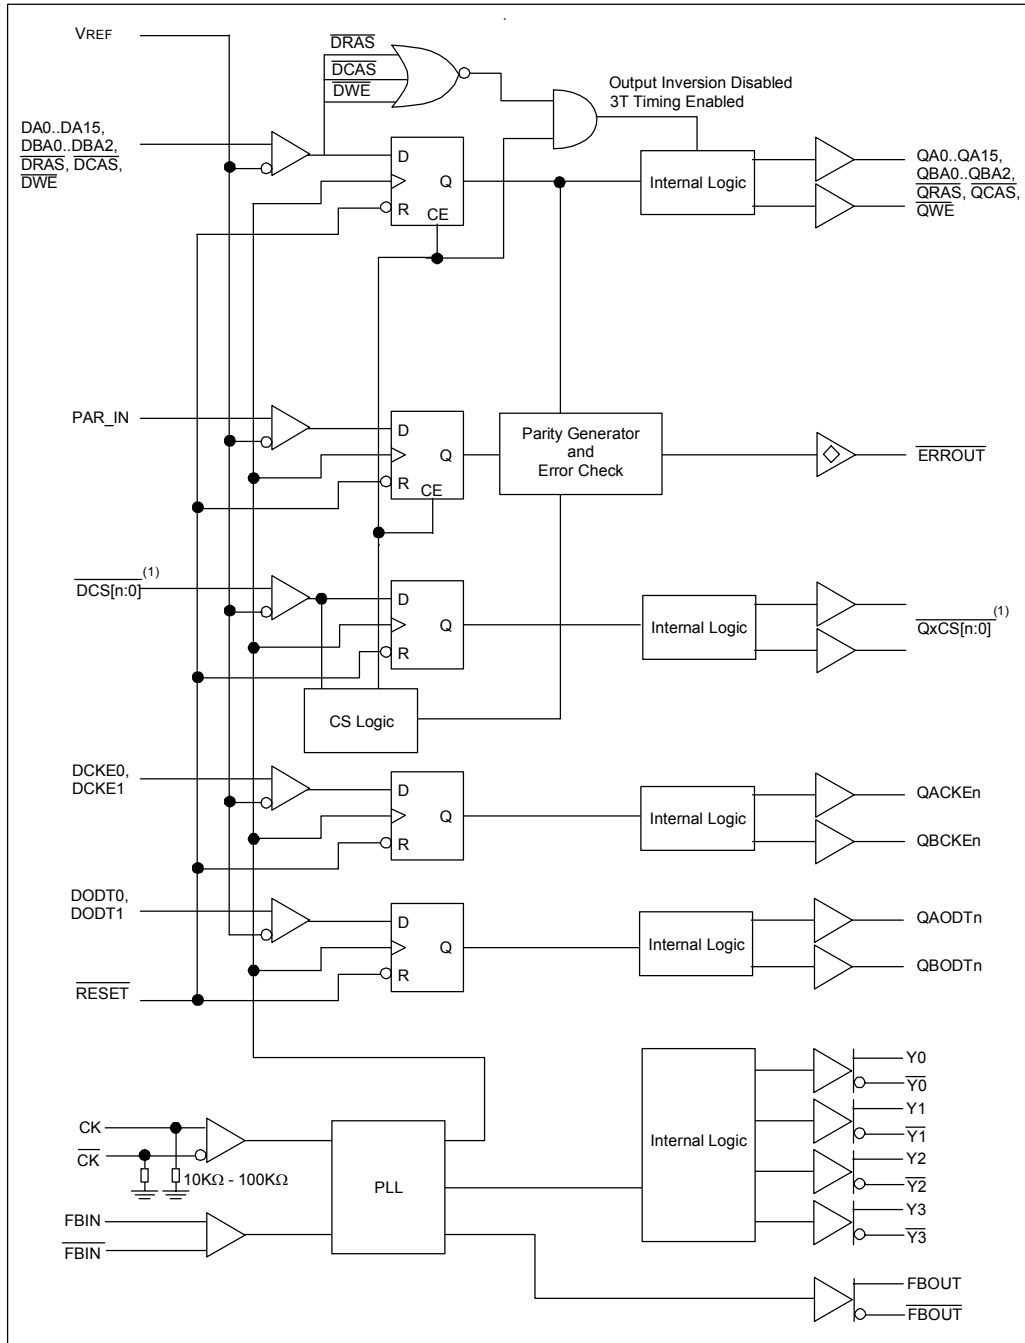 VREF
DRAS
DCAS
DWE
Output Inversion Disabled
3T Timing Enabled
DA0..DA15,
DBA0..DBA2,
DRAS, DCAS,
DWE
D
Q
R
CE
Internal Logic
QA0..QA15,
QBA0..QBA2,
QRAS, QCAS,
QWE
PAR_IN
D
Q
R
CE
Parity Generator
and
Error Check
ERROUT
DCS[n:0](1)
D
Q
R
Internal Logic
QxCS[n:0](1)
CS Logic
DCKE0,
DCKE1
D
Q
R
Internal Logic
QACKEn
QBCKEn
DODT0,
DODT1
D
Q
R
Internal Logic
QAODTn
QBODTn
RESET
CK
CK
10KΩ - 100KΩ
FBIN
FBIN
PLL
Internal Logic
Y0
Y0
Y1
Y1
Y2
Y2
Y3
Y3
FBOUT
FBOUT